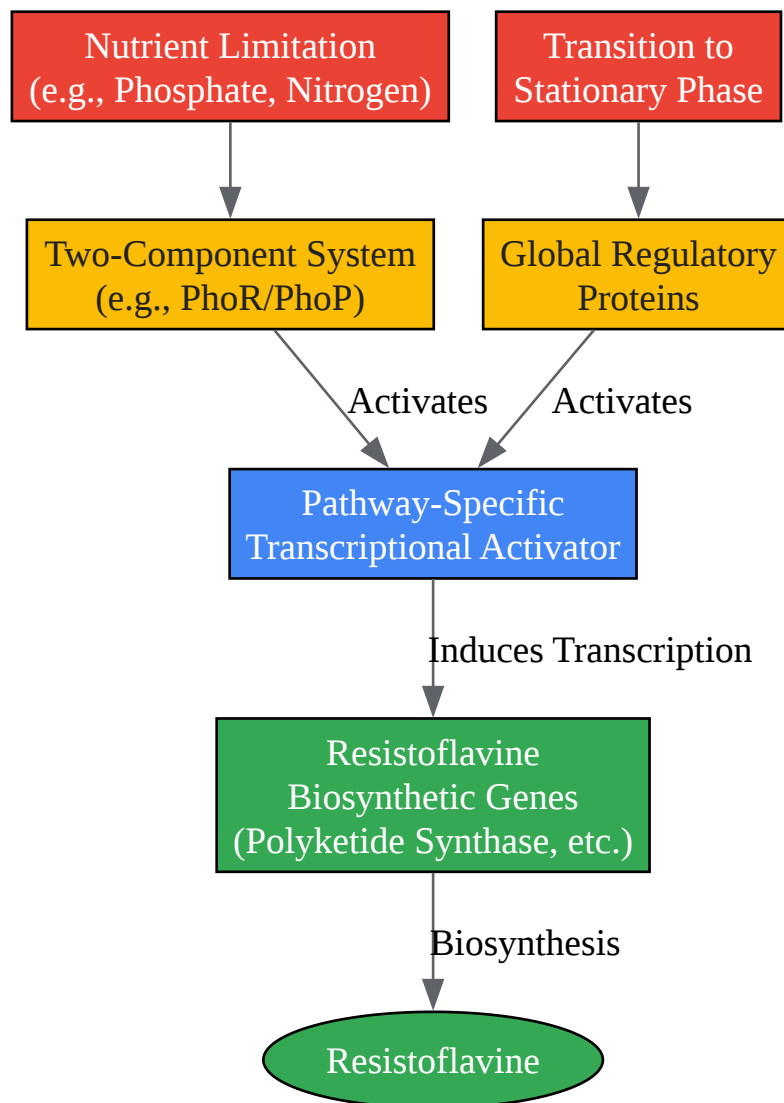 Nutrient Limitation
(e.g., Phosphate, Nitrogen)
Transition to
Stationary Phase
Two-Component System
(e.g., PhoR/PhoP)
Global Regulatory
Proteins
Activates
Activates
Pathway-Specific
Transcriptional Activator
Induces Transcription
Resistoflavine
Biosynthetic Genes
(Polyketide Synthase, etc.)
Biosynthesis
Resistoflavine